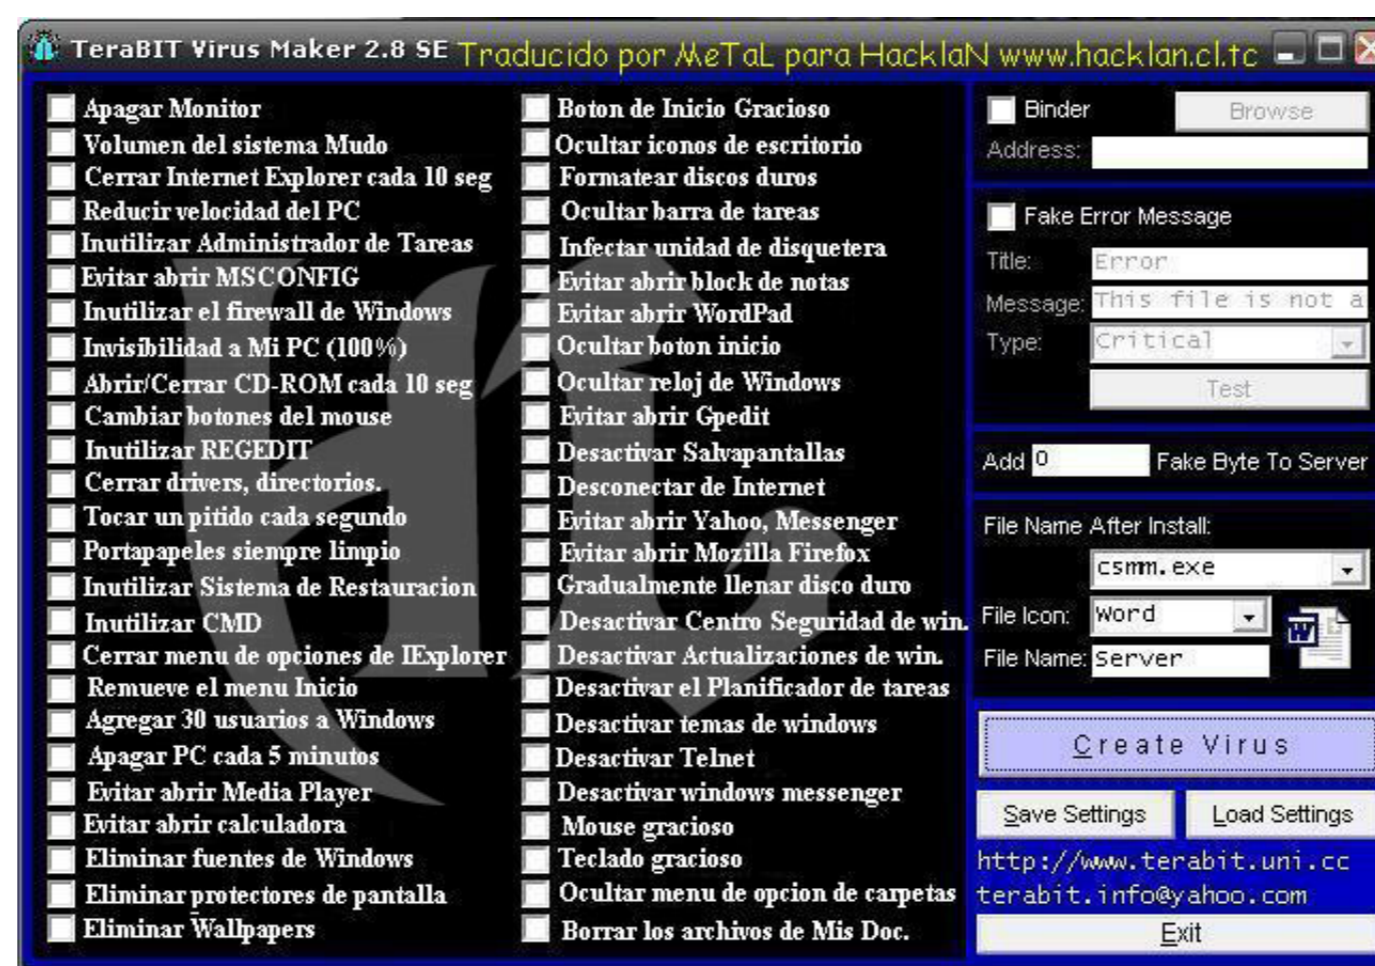 TeraBIT Virus Maker 2.8 SE Traducido por MeTaL para HacklaN www.hacklan.cl.tc
Apagar Monitor
Volumen del sistema Mudo
Cerrar Internet Explorer cada 10 seg
Reducir velocidad del PC
Inutilizar Administrador de Tareas
Evitar abrir MSCONFIG
Inutilizar el firewall de Windows
Invisibilidad a Mi PC (100%)
Abrir/Cerrar CD-ROM cada 10 seg
Cambiar botones del mouse
Inutilizar REGEDIT
Cerrar drivers, directorios.
Tocar un pitido cada segundo
Portapapeles siempre limpio
Inutilizar Sistema de Restauracion
Inutilizar CMD
Cerrar menu de opciones de IExplorer
Remueve el menu Inicio
Agregar 30 usuarios a Windows
Apagar PC cada 5 minutos
Evitar abrir Media Player
Evitar abrir calculadora
Eliminar fuentes de Windows
Eliminar protectores de pantalla
Eliminar Wallpapers
Boton de Inicio Gracioso
Ocultar iconos de escritorio
Formatear discos duros
Ocultar barra de tareas
Infectar unidad de disquetera
Evitar abrir block de notas
Evitar abrir WordPad
Ocultar boton inicio
Ocultar reloj de Windows
Evitar abrir Gpedit
Desactivar Salvapantallas
Desconectar de Internet
Evitar abrir Yahoo, Messenger
Evitar abrir Mozilla Firefox
Gradualmente llenar disco duro
Desactivar Centro Seguridad de win.
Desactivar Actualizaciones de win.
Desactivar el Planificador de tareas
Desactivar temas de windows
Desactivar Telnet
Desactivar windows messenger
Mouse gracioso
Teclado gracioso
Ocultar menu de opcion de carpetas
Borrar los archivos de Mis Doc.
Binder Browse
Address:
Fake Error Message
Title: Error
Message: This file is not a
Type: Critical
Test
Add 0 Fake Byte To Server
File Name After Install:
csmm.exe
File Icon: Word
W
File Name: Server
Create Virus
Save Settings Load Settings
http://www.terabit.uni.cc
terabit.info@yahoo.com
Exit